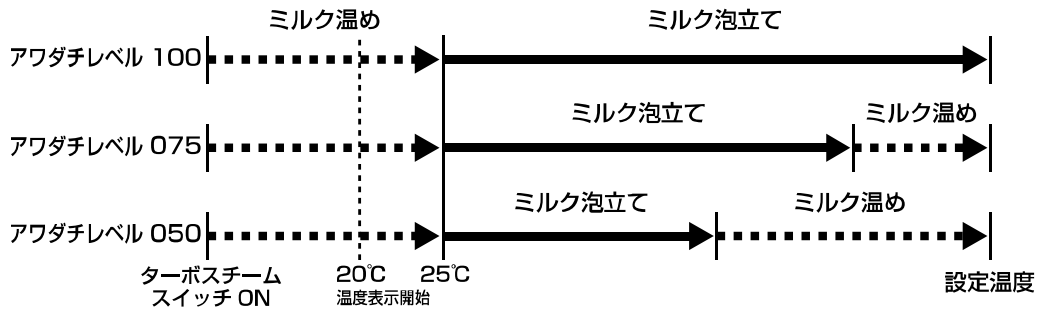 ミルク温め
ミルク泡立て
アワダチレベル 100
ミルク泡立て
ミルク温め
アワダチレベル 075
ミルク泡立て
ミルク温め
アワダチレベル 050
ターボスチーム
スイッチ ON
20℃
温度表示開始
25℃
設定温度